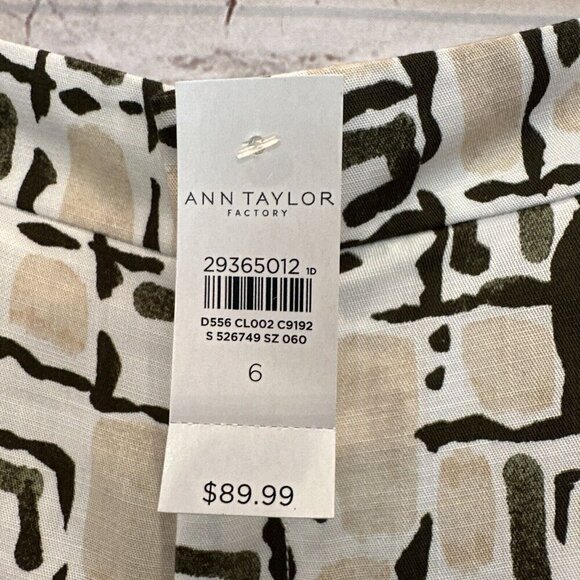 ANN TAYLOR
FACTORY
29365012 1D
D556 CL002 C9192
S 526749 SZ 060
6
$89.99